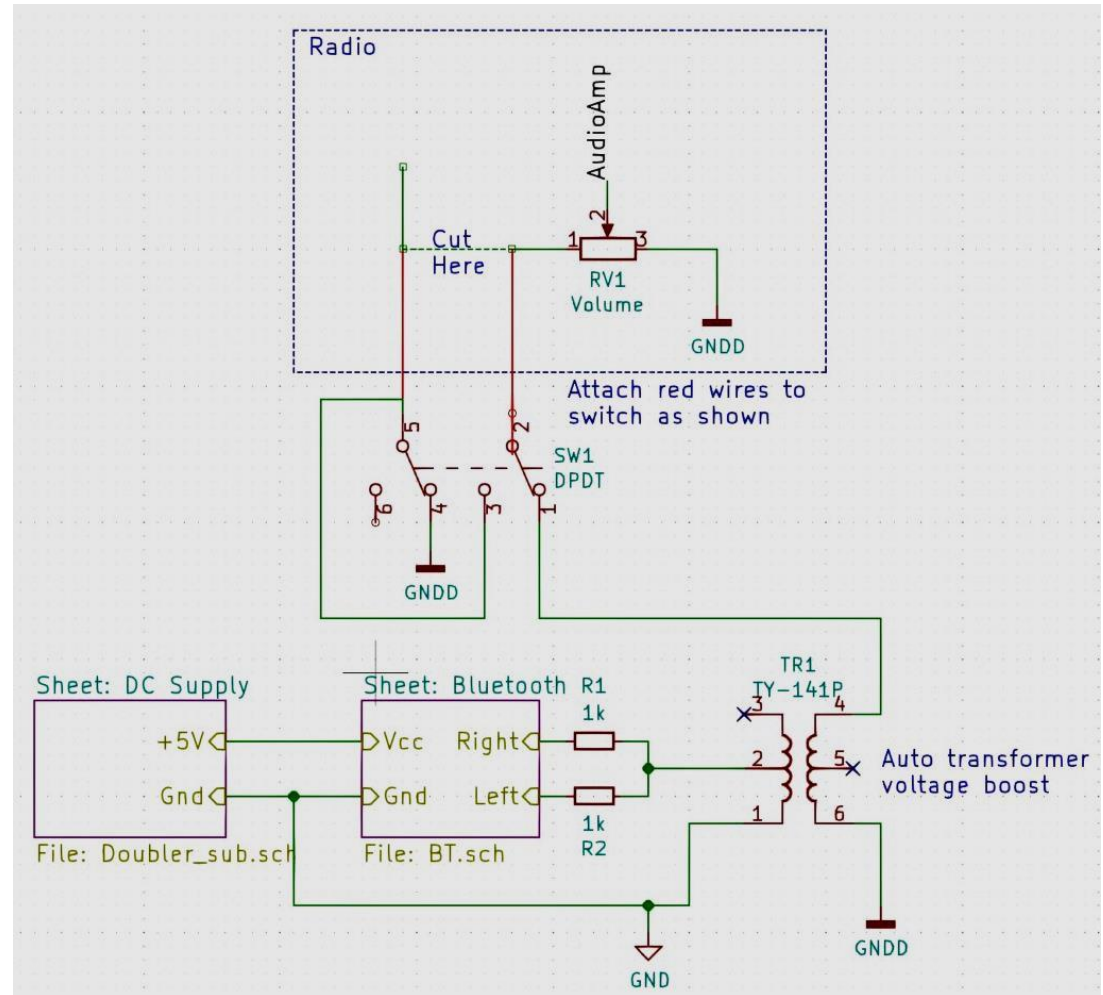 Radio
AudioAmp
2
Cut
Here
1
3
RV1
Volume
GNDD
Attach red wires to
switch as shown
5
2
SW1
DPDT
6
4
3
1
GNDD
TR1
TY-141P
Sheet: DC Supply
Sheet: Bluetooth
R1
1k
3
4
+5V
Vcc
Right
2
5
Auto transformer
voltage boost
Gnd
Gnd
Left
1
6
1k
R2
File: Doubler_sub.sch
File: BT.sch
GNDD
GND